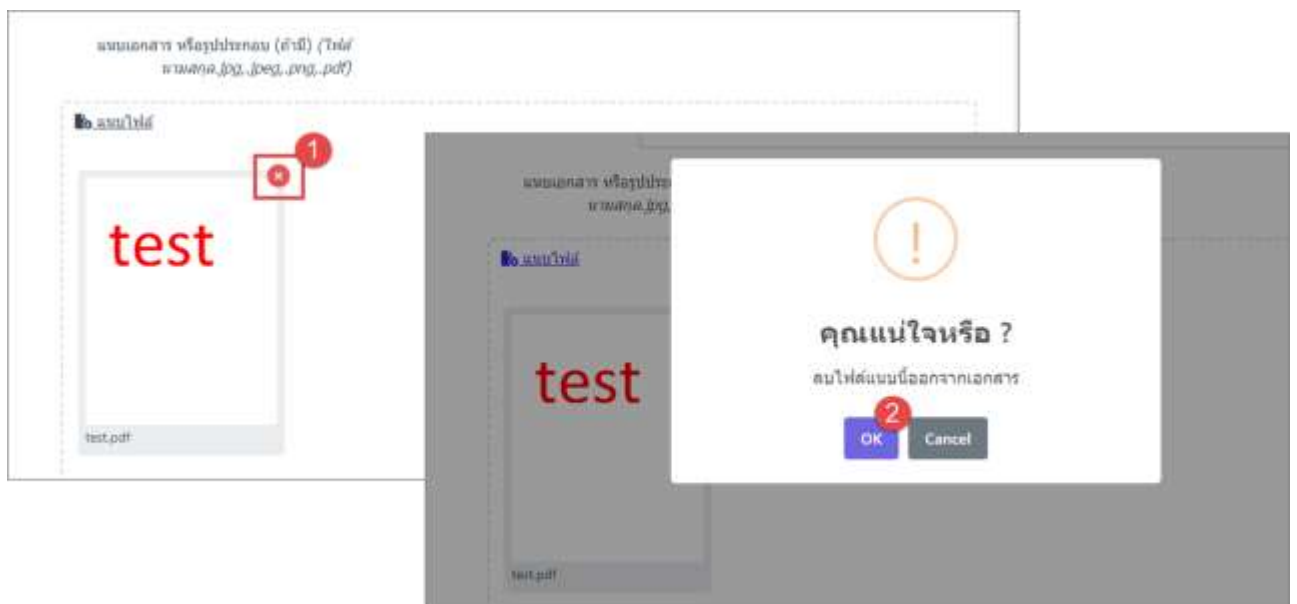 แนบเอกสาร หรือรูปประกอบ (ถ้ามี) (ไฟล์
นามสกุล.jpg,.jpeg,.png,.pdf)
แนบไฟล์
1
test
test.pdf
แนบเอกสาร หรือรูปประ
นามสกุล.jpg,
แนบไฟล์
test
test.pdf
!
คุณแน่ใจหรือ ?
ลบไฟล์แนบนี้ออกจากเอกสาร
2
OK
Cancel